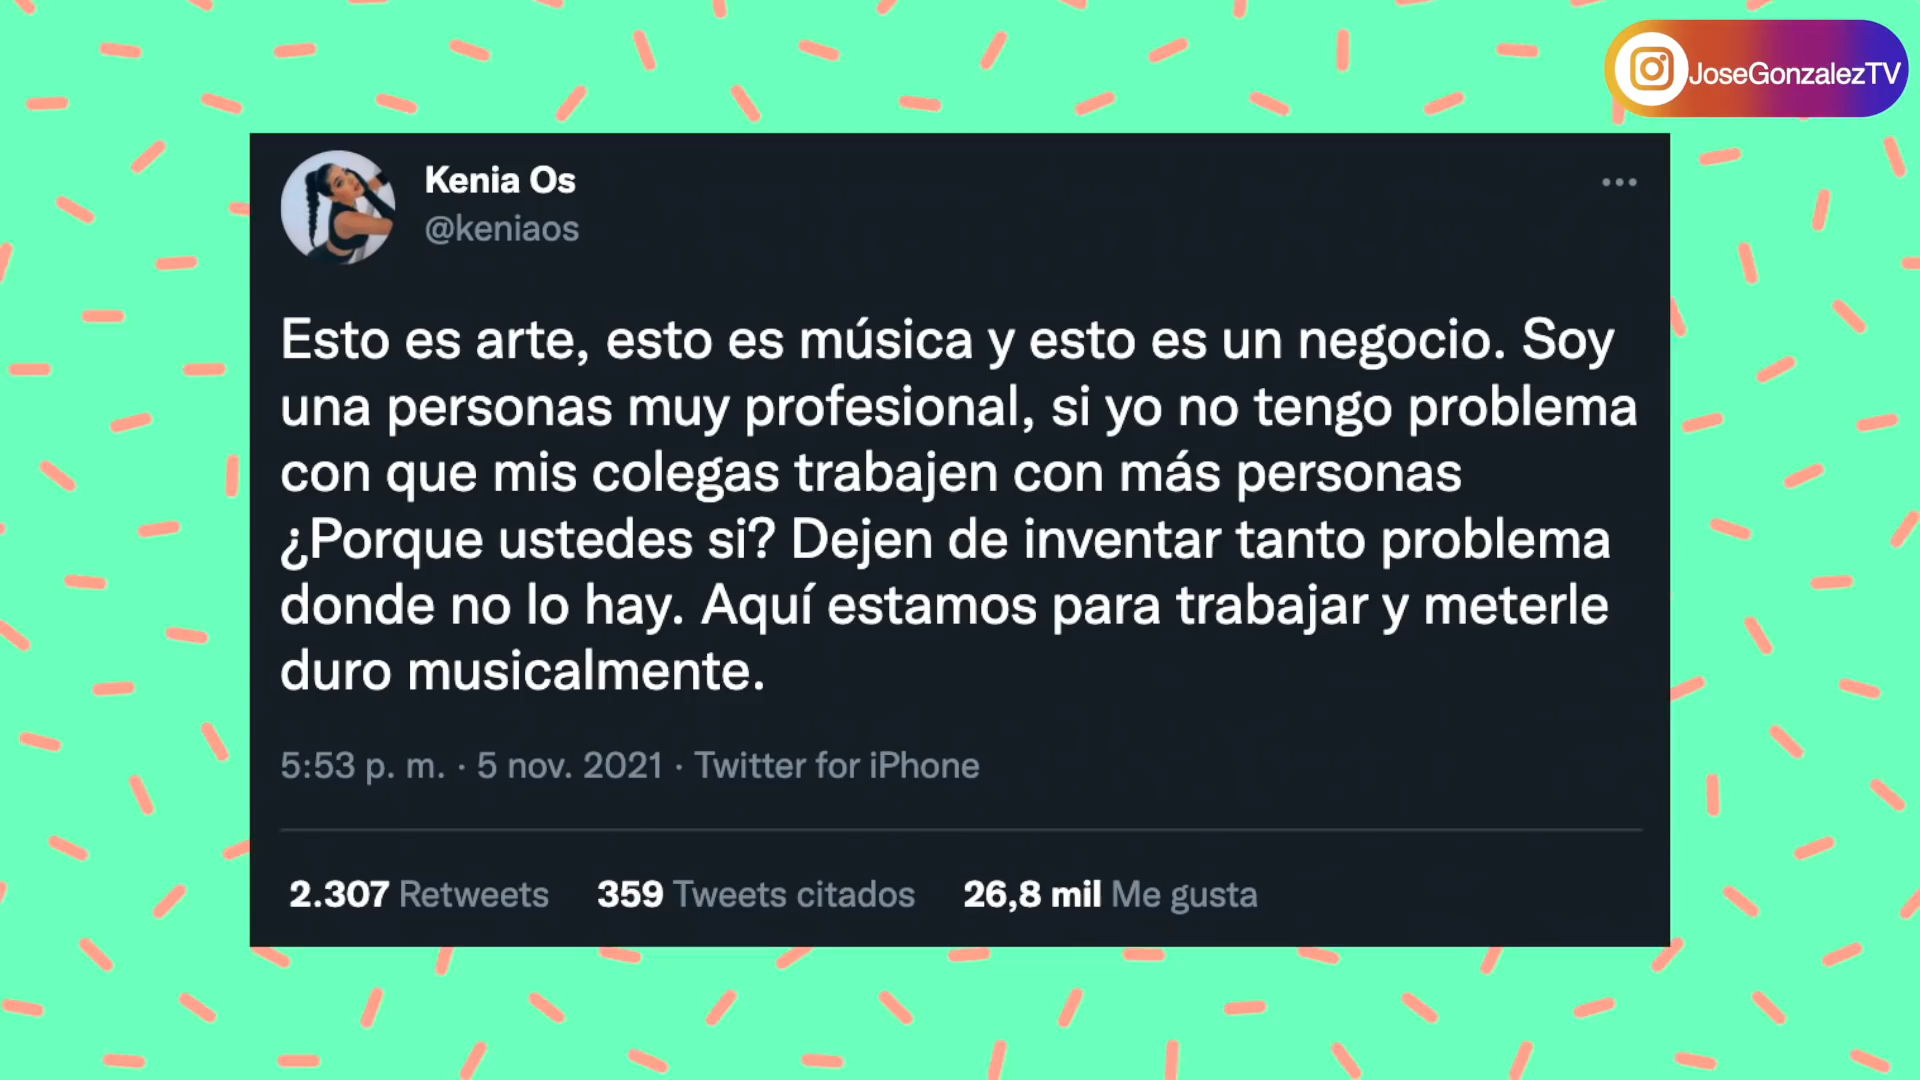 JoseGonzalezTV
Kenia Os
@keniaos
Esto es arte, esto es música y esto es un negocio. Soy
una personas muy profesional, si yo no tengo problema
con que mis colegas trabajen con más personas
¿Porque ustedes si? Dejen de inventar tanto problema
donde no lo hay. Aquí estamos para trabajar y meterle
duro musicalmente.
5:53 p. m. · 5 nov. 2021 · Twitter for iPhone
2.307 Retweets 359 Tweets citados 26,8 mil Me gusta